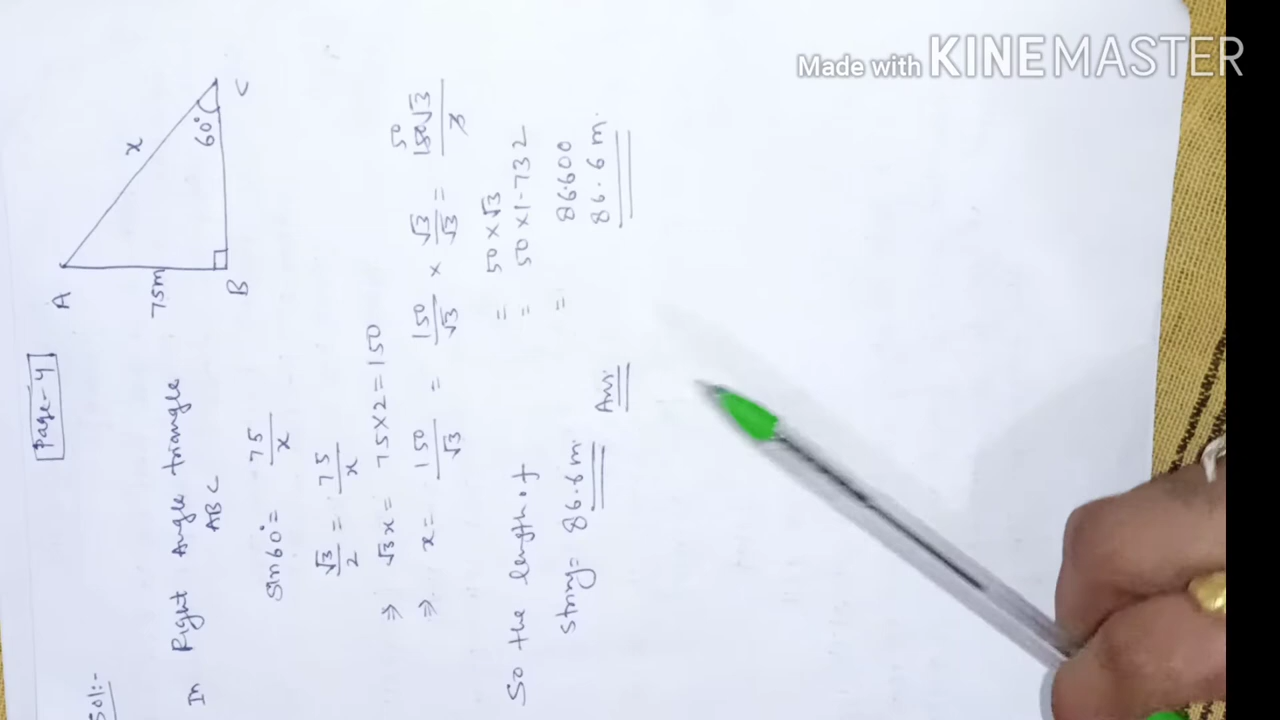 Page-4
Sol:-
In Right Angle triangle
ABC
A
75m
B
x
60°
C
sin60° = 75/x
√3/2 = 75/x
⇒ √3x = 75×2=150
⇒ x = 150/√3 = 150/√3 × √3/√3 = 50 150√3/3
= 50×√3
= 50×1.732
= 86.600
86.6 m.
So the length of
string = 86.6m. Ans.
Made with KINEMASTER